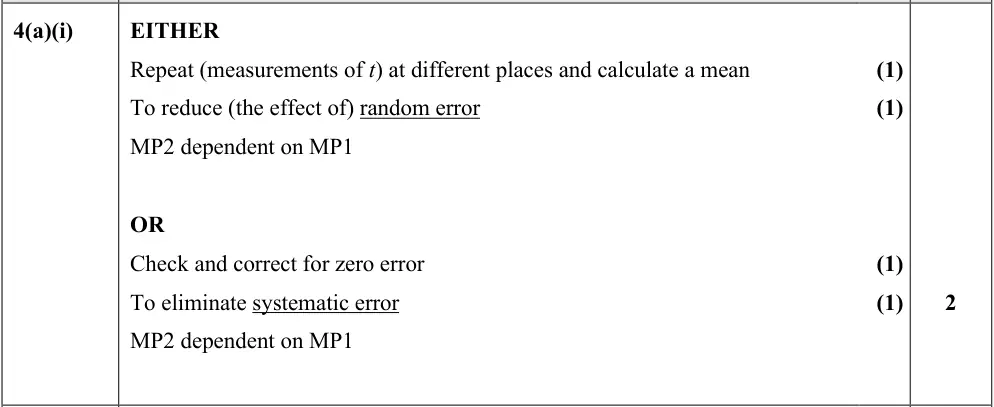 4(a)(i) EITHER
Repeat (measurements of t) at different places and calculate a mean (1)
To reduce (the effect of) random error (1)
MP2 dependent on MP1
OR
Check and correct for zero error (1)
To eliminate systematic error (1) 2
MP2 dependent on MP1